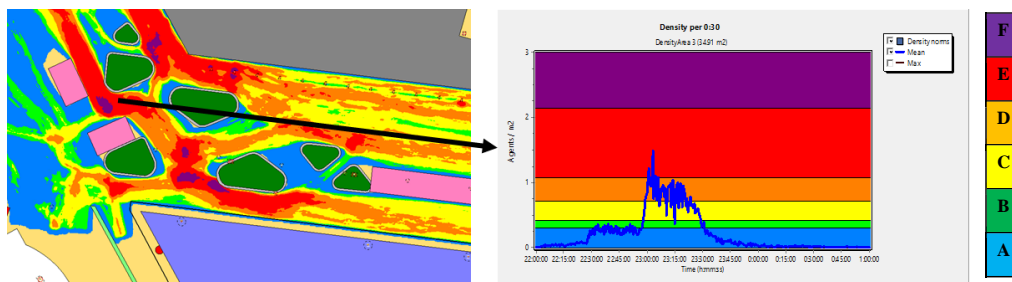 Density per 0:30
DensityArea 3 (3491 m2)
Density norms
Mean
Max
Agents / m2
3
2
1
0
22:00:00 22:15:00 22:30:00 22:45:00 23:00:00 23:15:00 23:30:00 23:45:00 0:00:00 0:15:00 0:30:00 0:45:00 1:00:00
Time (h:mm:ss)
F
E
D
C
B
A